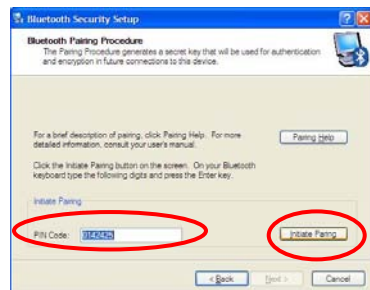 Bluetooth Security Setup
Bluetooth Pairing Procedure
The Pairing Procedure generates a secret key that will be used for authentication
and encryption in future connections to this device.
For a brief description of pairing, click Pairing Help. For more
detailed information, consult your user's manual.
Pairing Help
Click the Initiate Pairing button on the screen. On your Bluetooth
keyboard type the following digits and press the Enter key.
Initiate Pairing
PIN Code:
Initiate Pairing
< Back
Next >
Cancel